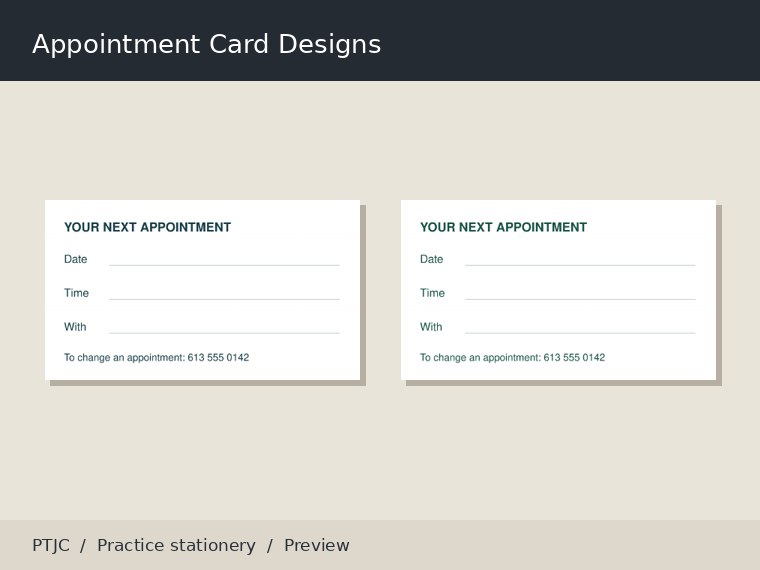 Appointment Card Designs
YOUR NEXT APPOINTMENT
Date
Time
With
To change an appointment: 613 555 0142
YOUR NEXT APPOINTMENT
Date
Time
With
To change an appointment: 613 555 0142
PTJC / Practice stationery / Preview